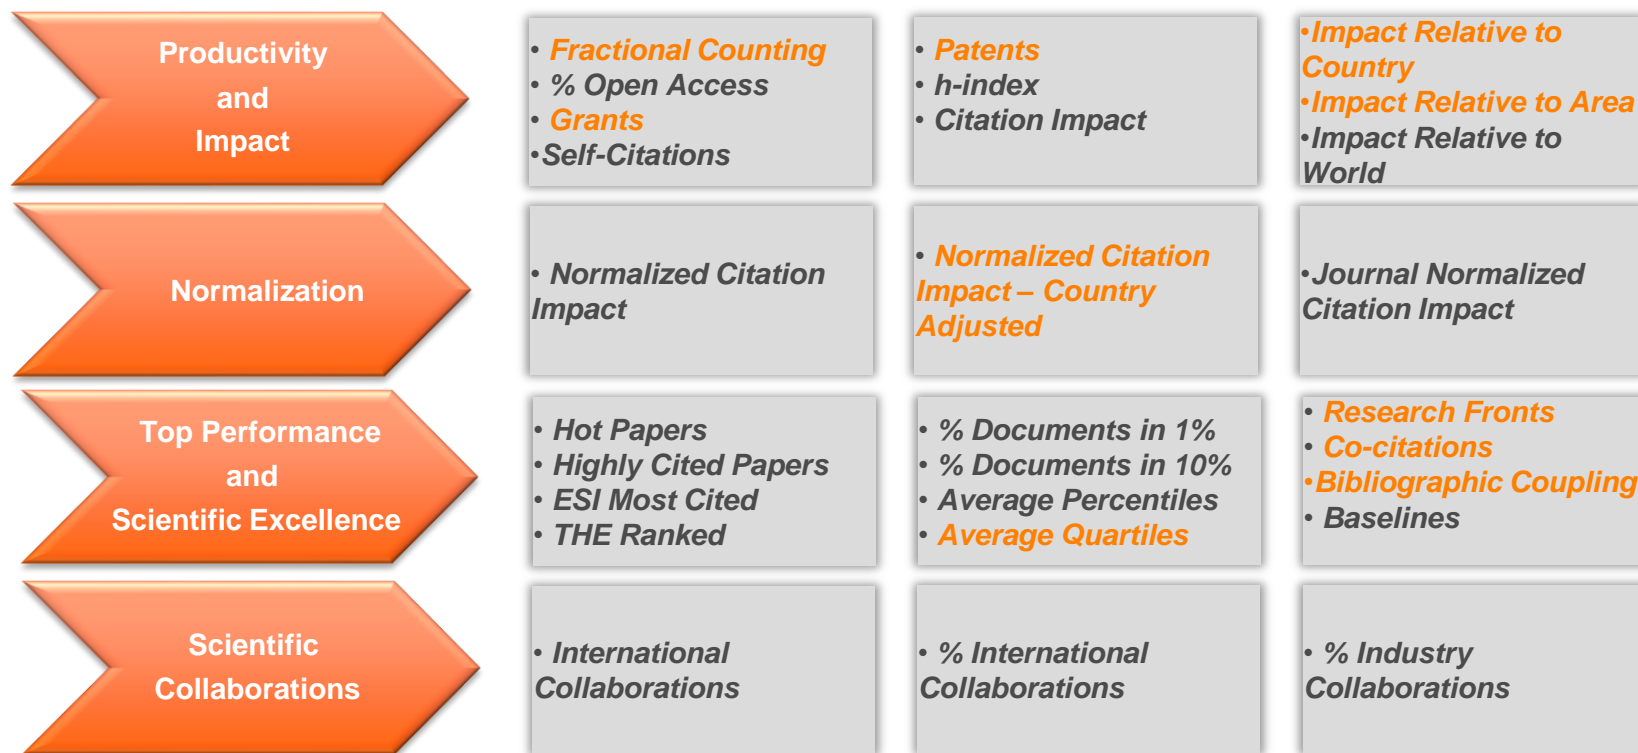 Productivity
and
Impact
• Fractional Counting
• % Open Access
• Grants
•Self-Citations
• Patents
• h-index
• Citation Impact
•Impact Relative to
Country
•Impact Relative to Area
•Impact Relative to
World
Normalization
• Normalized Citation
Impact
• Normalized Citation
Impact – Country
Adjusted
•Journal Normalized
Citation Impact
Top Performance
and
Scientific Excellence
• Hot Papers
• Highly Cited Papers
• ESI Most Cited
• THE Ranked
• % Documents in 1%
• % Documents in 10%
• Average Percentiles
• Average Quartiles
• Research Fronts
• Co-citations
•Bibliographic Coupling
• Baselines
Scientific
Collaborations
• International
Collaborations
• % International
Collaborations
• % Industry
Collaborations